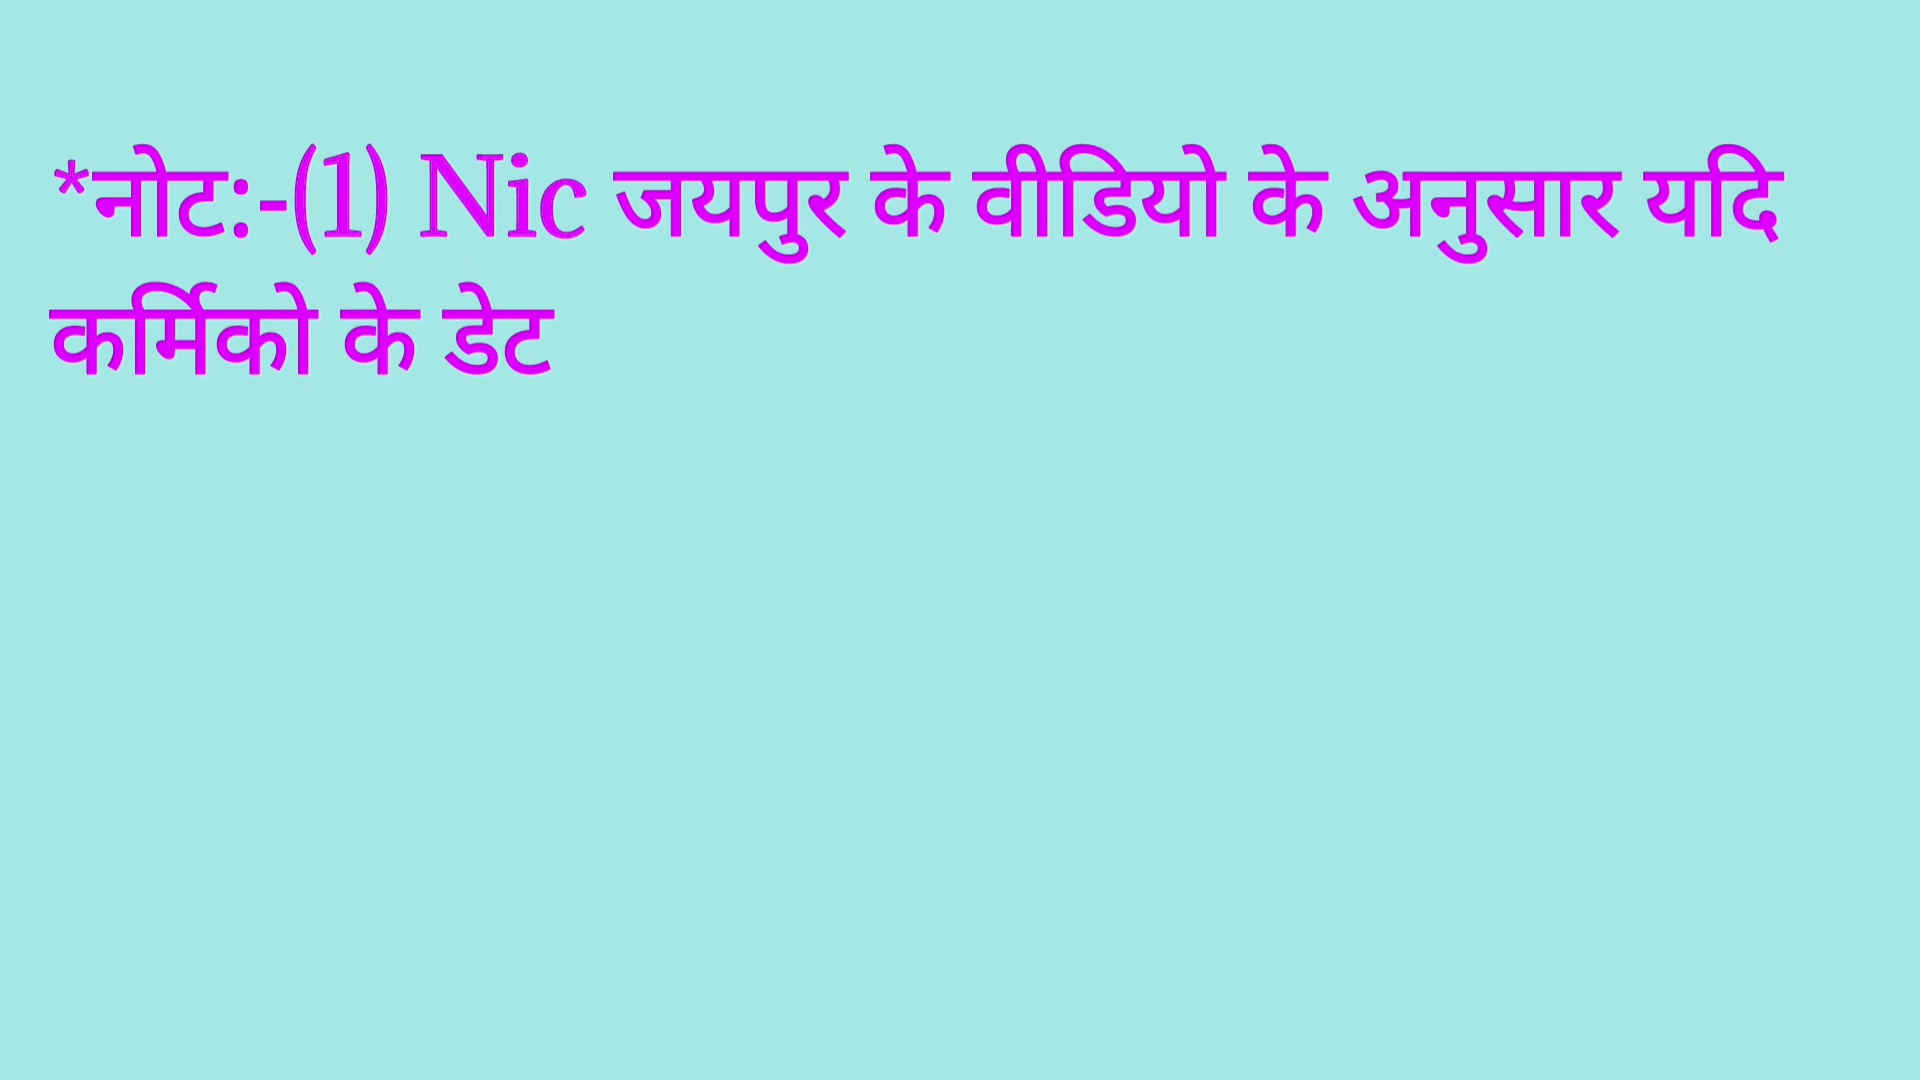 *नोट:-(1) Nic जयपुर के वीडियो के अनुसार यदि
कर्मिको के डेट